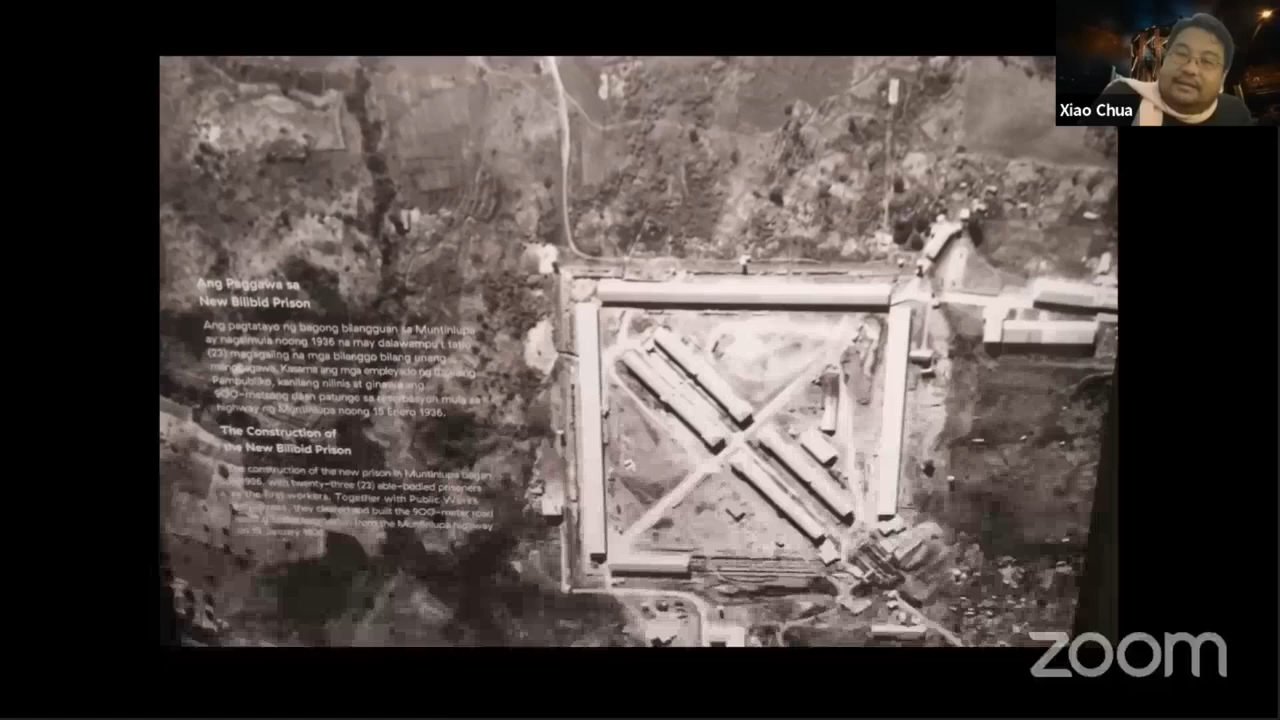 Xiao Chua
Ang Paggawa sa
New Bilibid Prison
Ang pagtatayo ng bagong bilangguan sa Muntinlupa
ay nagsimula noong 1936 na may dalawampu't tatlo
(23) magagaling na mga bilanggo bilang unang
manggagawa. Kasama ang mga empleyado ng
Pampubliko, kanilang nilinis at ginawa ang
900-metrong daan patungo sa reserbasyon mula sa
highway ng Muntinlupa noong 15 Enero 1936.
The Construction of
the New Bilibid Prison
The construction of the new prison in Muntinlupa began
1936, with twenty-three (23) able-bodied prisoners
as the first workers. Together with Public Works
they cleared and built the 900-meter road
from the Muntinlupa highway
on 15 January
zoom